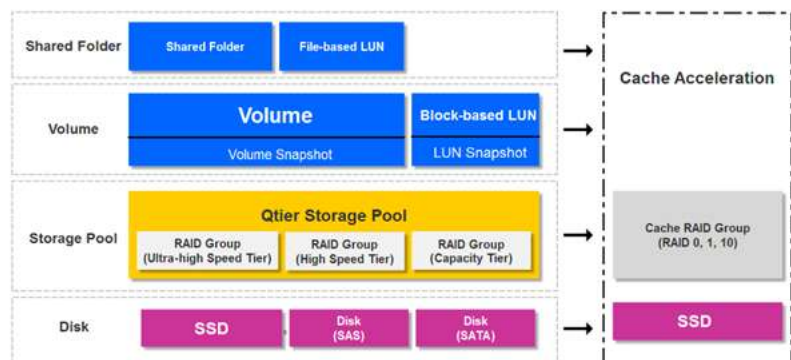 Shared Folder
Shared Folder
File-based LUN
Cache Acceleration
Volume
Volume
Block-based LUN
Volume Snapshot
LUN Snapshot
Storage Pool
Qtier Storage Pool
RAID Group
(Ultra-high Speed Tier)
RAID Group
(High Speed Tier)
RAID Group
(Capacity Tier)
Cache RAID Group
(RAID 0, 1, 10)
Disk
SSD
Disk
(SAS)
Disk
(SATA)
SSD